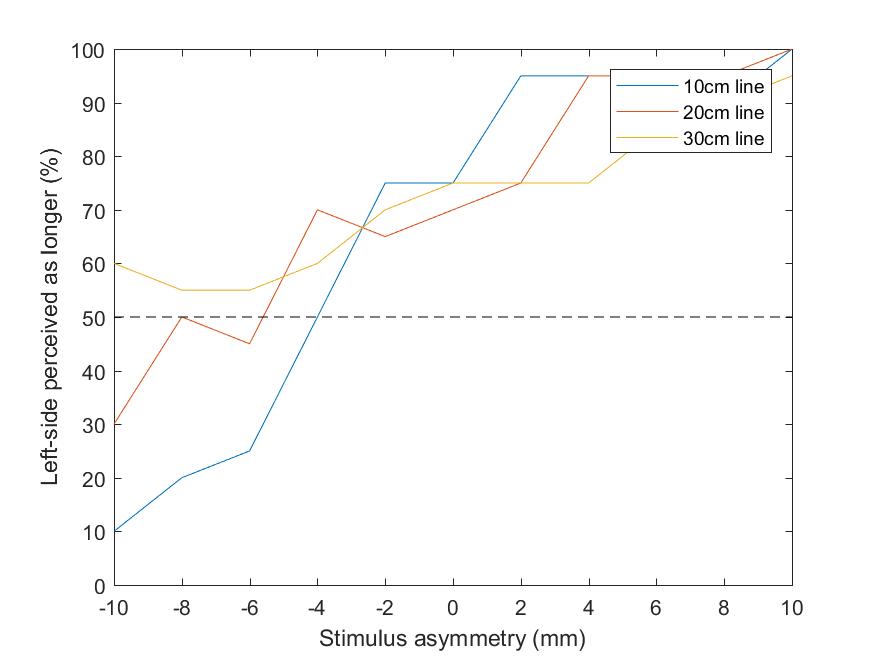 100
90
80
70
60
50
40
30
20
10
0
Left-side perceived as longer (%)
10cm line
20cm line
30cm line
-10 -8 -6 -4 -2 0 2 4 6 8 10
Stimulus asymmetry (mm)